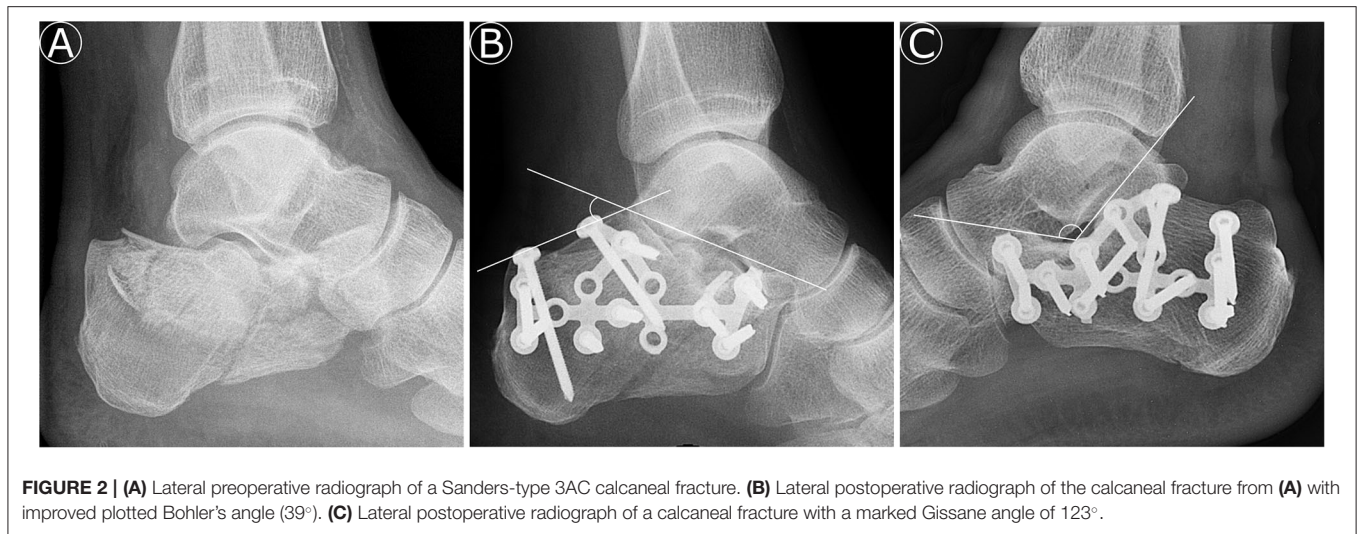 A
B
C
FIGURE 2 | (A) Lateral preoperative radiograph of a Sanders-type 3AC calcaneal fracture. (B) Lateral postoperative radiograph of the calcaneal fracture from (A) with
improved plotted Bohler's angle (39°). (C) Lateral postoperative radiograph of a calcaneal fracture with a marked Gissane angle of 123°.